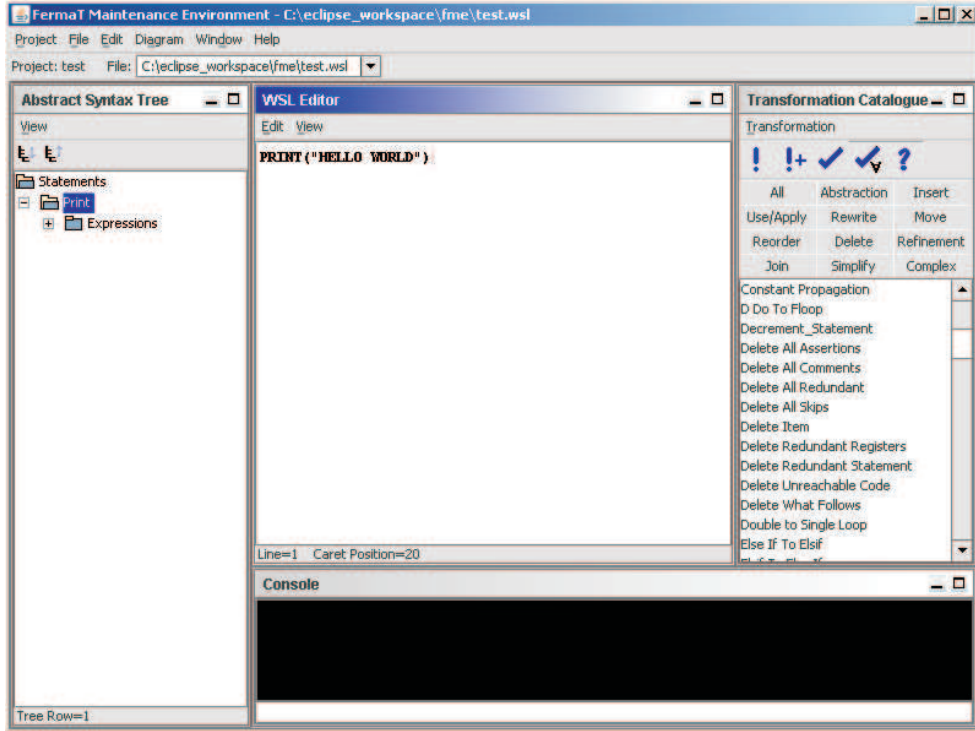 FermaT Maintenance Environment - C:\eclipse_workspace\fme\test.wsl
Project File Edit Diagram Window Help
Project: test File: C:\eclipse_workspace\fme\test.wsl
Abstract Syntax Tree
View
Statements
Print
Expressions
Tree Row=1
WSL Editor
Edit View
PRINT("HELLO WORLD")
Line=1 Caret Position=20
Transformation Catalogue
Transformation
! !+ ?
All Abstraction Insert
Use/Apply Rewrite Move
Reorder Delete Refinement
Join Simplify Complex
Constant Propagation
D Do To Floop
Decrement_Statement
Delete All Assertions
Delete All Comments
Delete All Redundant
Delete All Skips
Delete Item
Delete Redundant Registers
Delete Redundant Statement
Delete Unreachable Code
Delete What Follows
Double to Single Loop
Else If To Elsif
Console